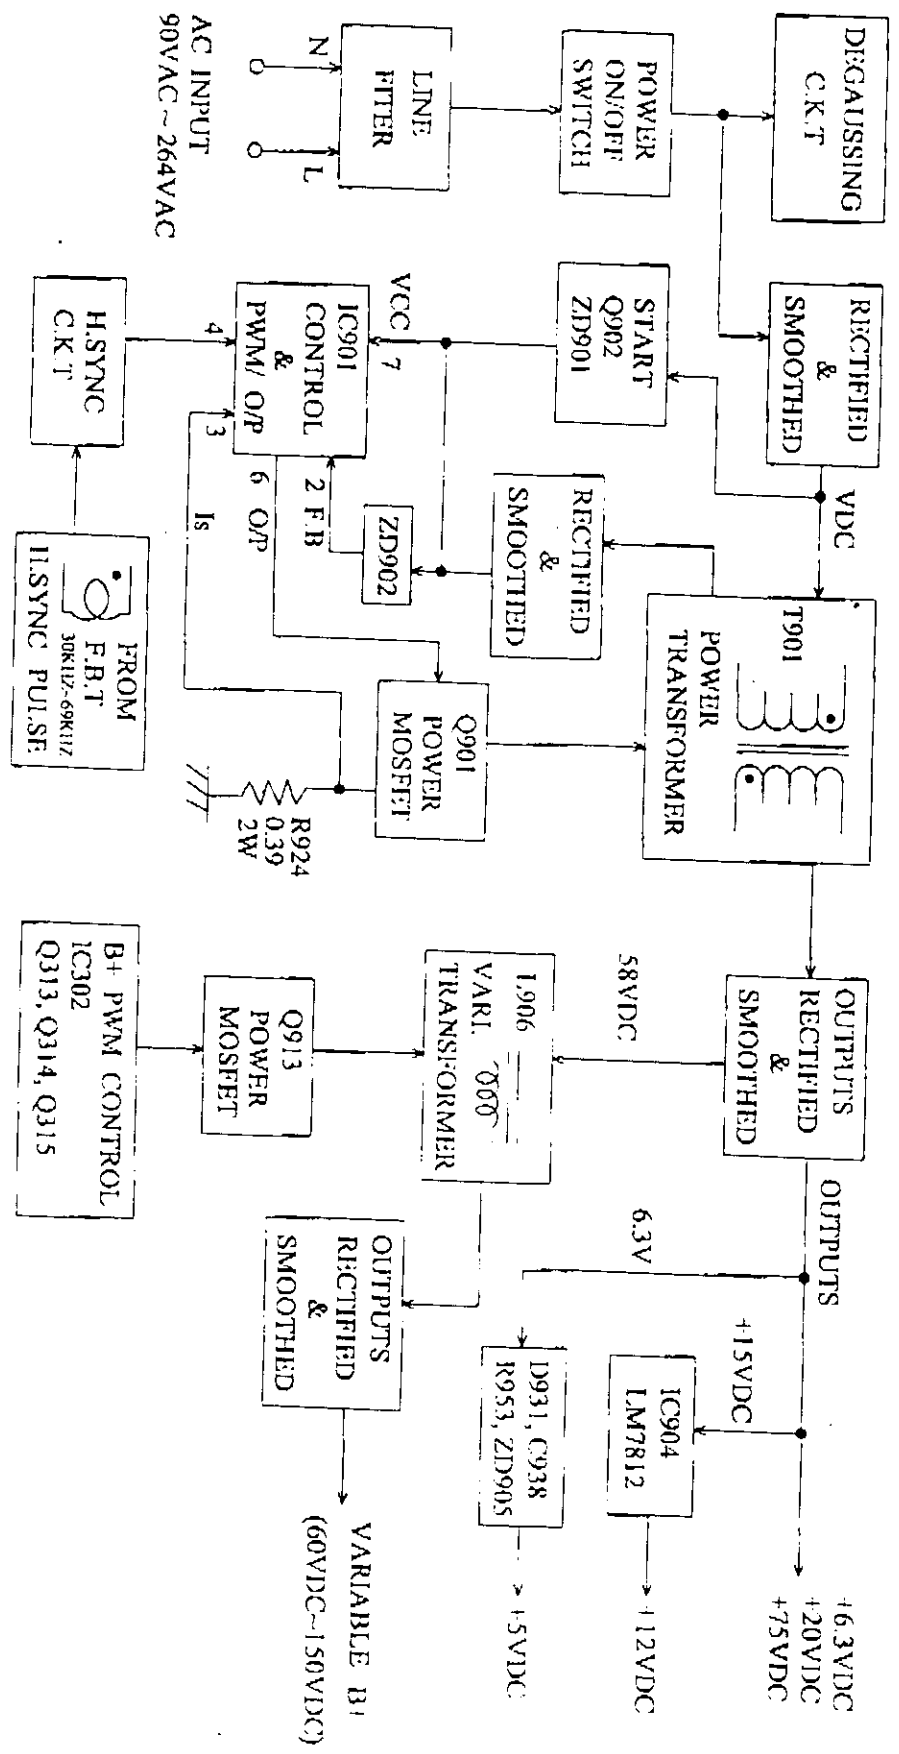 DEGAUSSING
C.K.T
POWER
ON/OFF
SWITCH
LINE
FITER
N
L
AC INPUT
90VAC~264VAC
RECTIFIED
&
SMOOTHED
VDC
START
Q902
ZD901
VCC 7
IC901
CONTROL
&
PWM/ O/P
4
3
H.SYNC
C.K.T
2 F.B
6 O/P
Is
ZD902
RECTIFIED
&
SMOOTHED
T901
POWER
TRANSFORMER
Q901
POWER
MOSFET
R924
0.39
2W
FROM
F.B.T
30KHZ~69KHZ
H.SYNC PULSE
OUTPUTS
RECTIFIED
&
SMOOTHED
58VDC
L906
VARI.
TRANSFORMER
Q913
POWER
MOSFET
B+ PWM CONTROL
IC302
Q313, Q314, Q315
OUTPUTS
6.3V
+15VDC
OUTPUTS
RECTIFIED
&
SMOOTHED
IC904
LM7812
D931, C938
R953, ZD905
+6.3VDC
+20VDC
+75VDC
+12VDC
+5VDC
VARIABLE B+
(60VDC~150VDC)